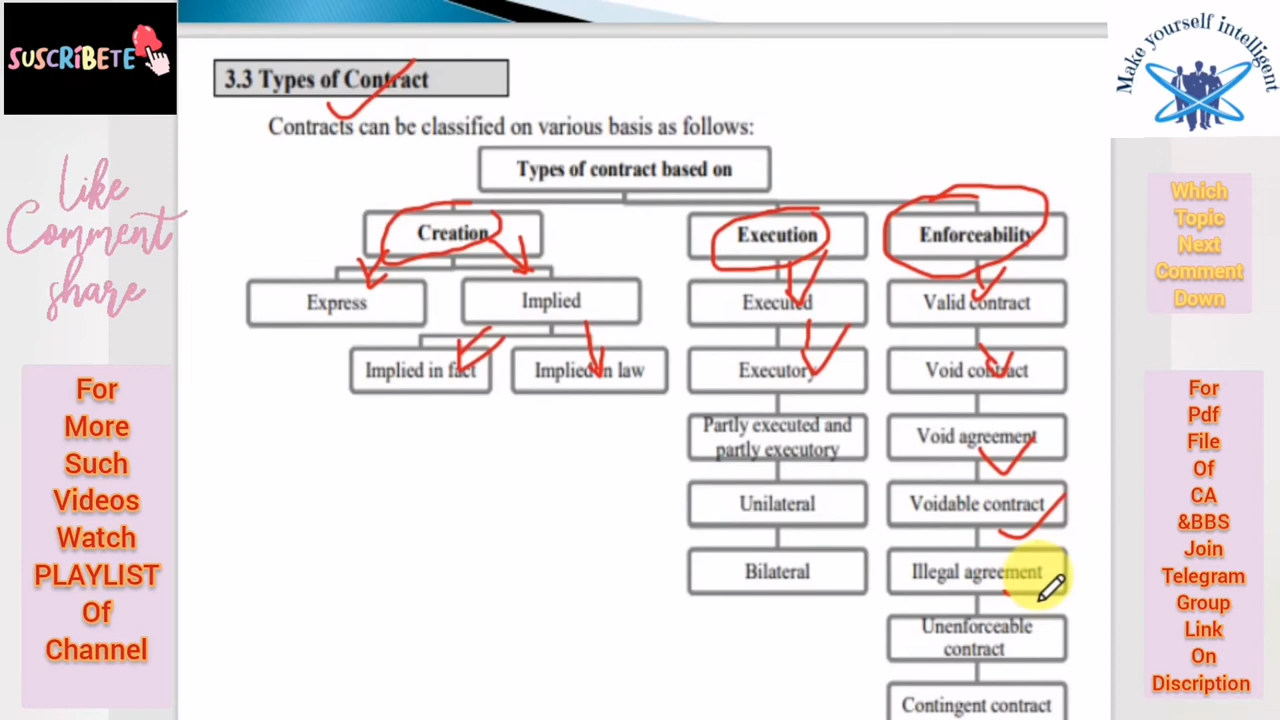 SUSCRÍBETE
Like
Comment
share
For
More
Such
Videos
Watch
PLAYLIST
Of
Channel
3.3 Types of Contract
Contracts can be classified on various basis as follows:
Types of contract based on
Creation
Express
Implied
Implied in fact
Implied in law
Execution
Executed
Executory
Partly executed and
partly executory
Unilateral
Bilateral
Enforceability
Valid contract
Void contract
Void agreement
Voidable contract
Illegal agreement
Unenforceable
contract
Contingent contract
Make yourself intelligent
Which
Topic
Next
Comment
Down
For
Pdf
File
Of
CA
&BBS
Join
Telegram
Group
Link
On
Discription